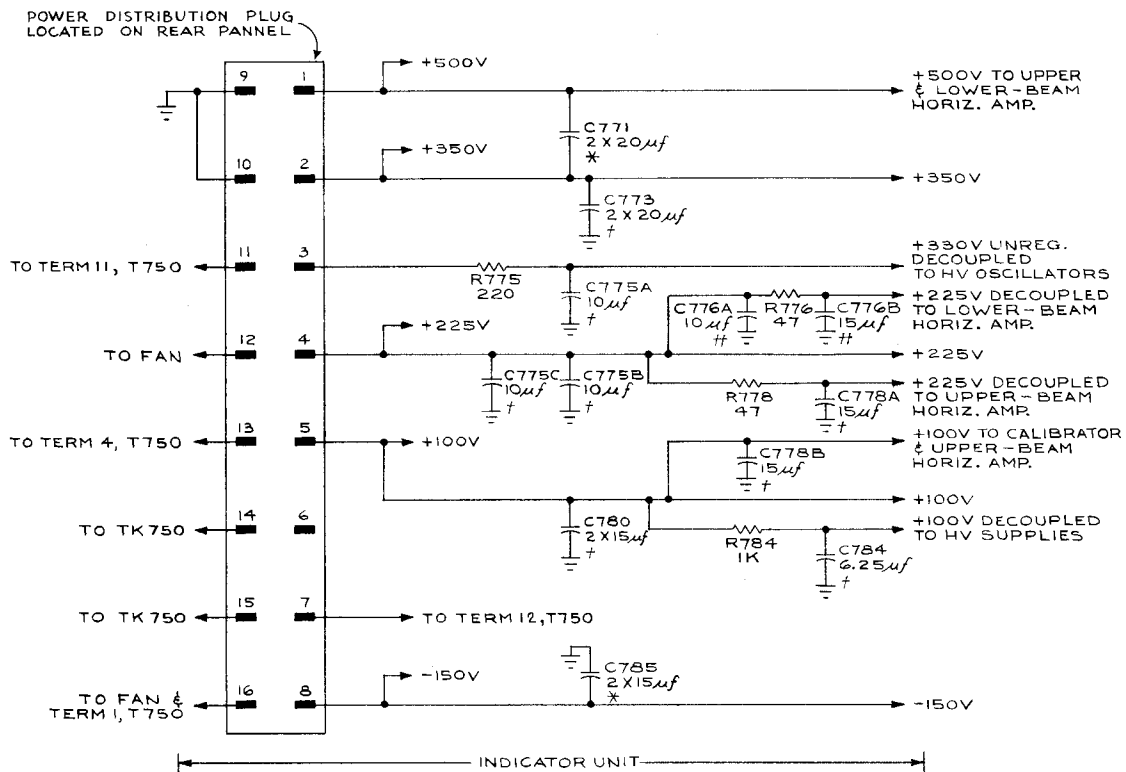 POWER DISTRIBUTION PLUG
LOCATED ON REAR PANNEL
9
1
+500V
+500V TO UPPER
& LOWER-BEAM
HORIZ. AMP.
C771
2 X 20µf
*
10
2
+350V
+350V
C773
2 X 20µf
†
TO TERM 11, T750
11
3
R775
220
C775A
10µf
†
+330V UNREG.
DECOUPLED
TO HV OSCILLATORS
C776A
10µf
††
R776
47
C776B
15µf
††
+225V DECOUPLED
TO LOWER-BEAM
HORIZ. AMP.
TO FAN
12
4
+225V
+225V
C775C
10µf
†
C775B
10µf
†
R778
47
C778A
15µf
†
+225V DECOUPLED
TO UPPER-BEAM
HORIZ. AMP.
TO TERM 4, T750
13
5
+100V
C778B
15µf
†
+100V TO CALIBRATOR
& UPPER-BEAM
HORIZ. AMP.
+100V
TO TK750
14
6
C780
2 X 15µf
†
R784
1K
C784
6.25µf
†
+100V DECOUPLED
TO HV SUPPLIES
TO TK750
15
7
TO TERM 12, T750
TO FAN &
TERM 1, T750
16
8
-150V
C785
2 X 15µf
*
-150V
INDICATOR UNIT